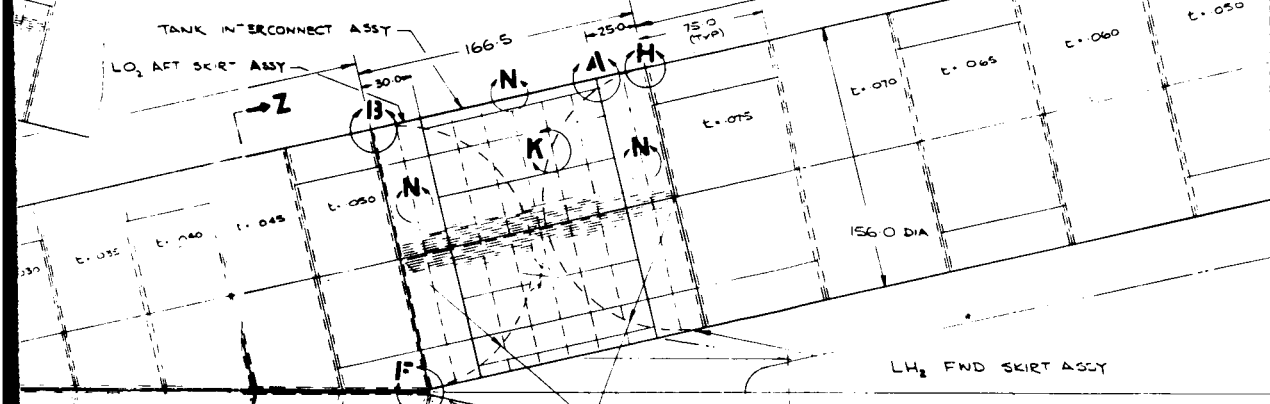 TANK INTERCONNECT ASSY
LO₂ AFT SKIRT ASSY
166.5
25.0
75.0
(TYP)
30.0
Z
B
N
A
H
K
N
N
F
.030
t=.035
t=.040
t=.045
t=.050
t=.075
t=.070
t=.065
t=.060
t=.050
156.0 DIA
LH₂ FWD SKIRT ASSY